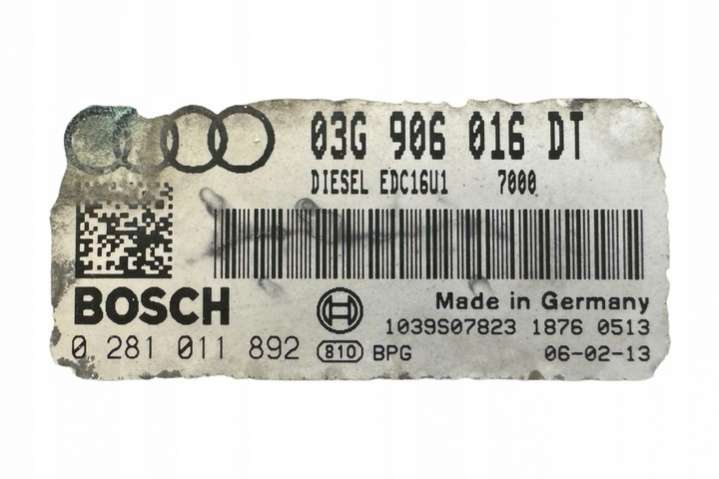 03G 906 016 DT
DIESEL EDC16U1 7000
BOSCH
Made in Germany
1039S07823 1876 0513
0 281 011 892 810 BPG 06-02-13